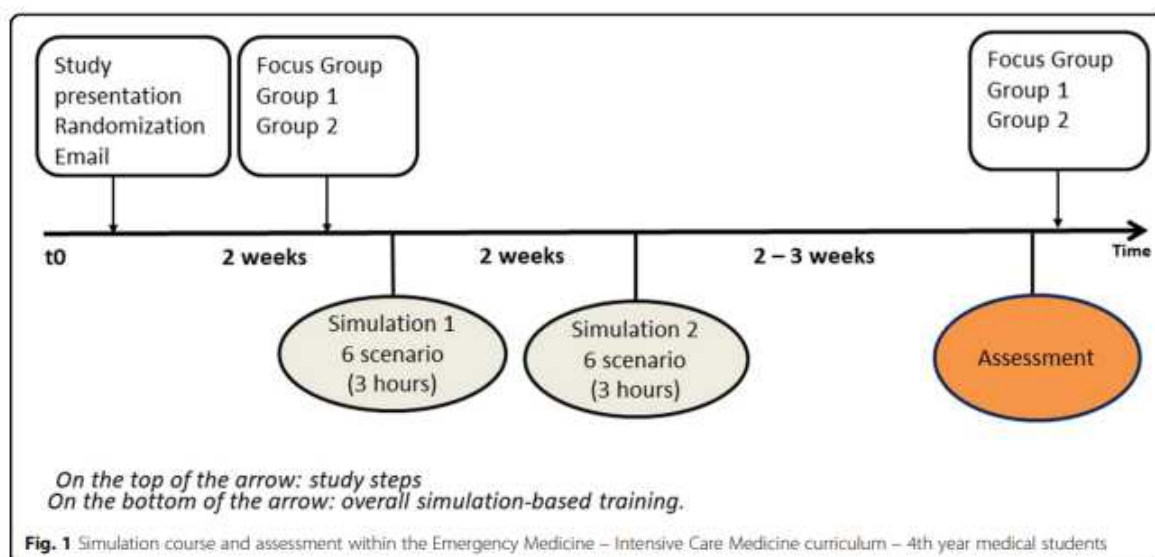 Study
presentation
Randomization
Email
Focus Group
Group 1
Group 2
Focus Group
Group 1
Group 2
t0
2 weeks
2 weeks
2 – 3 weeks
Time
Simulation 1
6 scenario
(3 hours)
Simulation 2
6 scenario
(3 hours)
Assessment
On the top of the arrow: study steps
On the bottom of the arrow: overall simulation-based training.
Fig. 1 Simulation course and assessment within the Emergency Medicine – Intensive Care Medicine curriculum – 4th year medical students